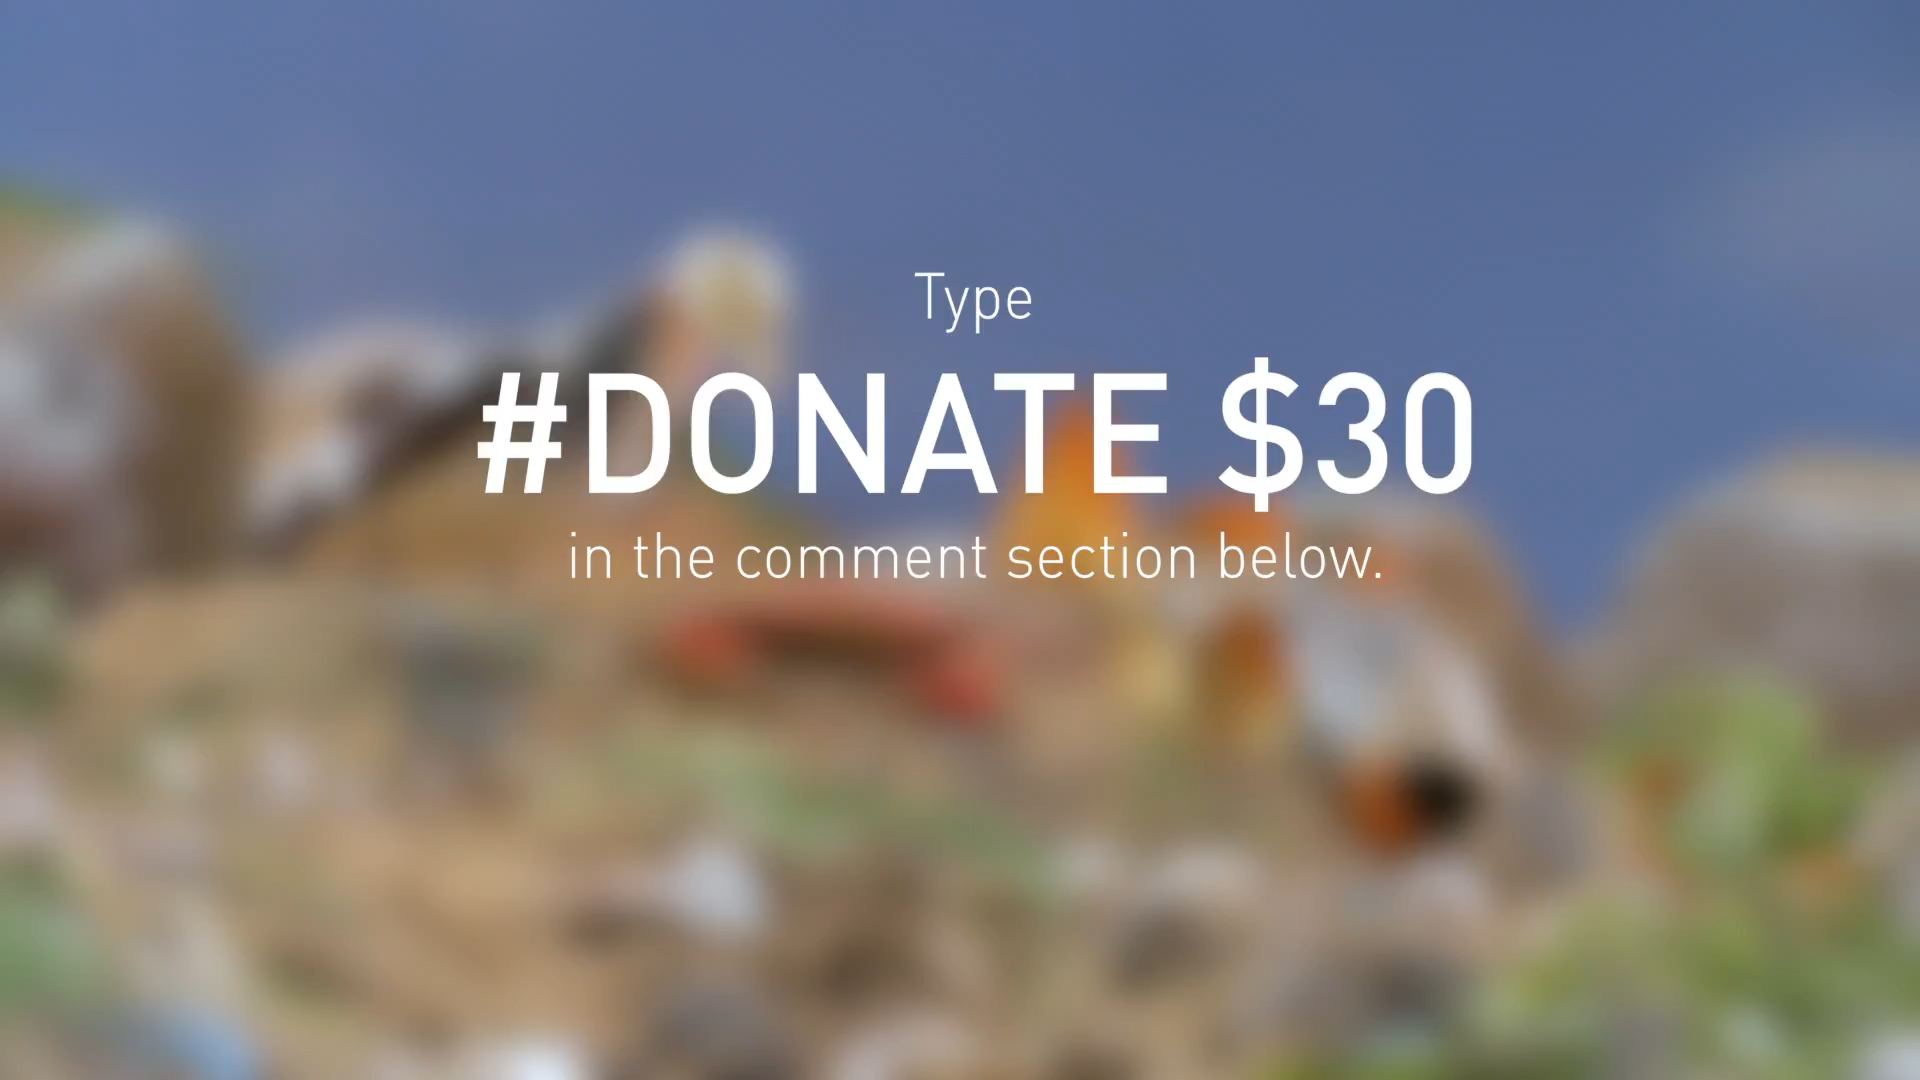 Type
#DONATE $30
in the comment section below.